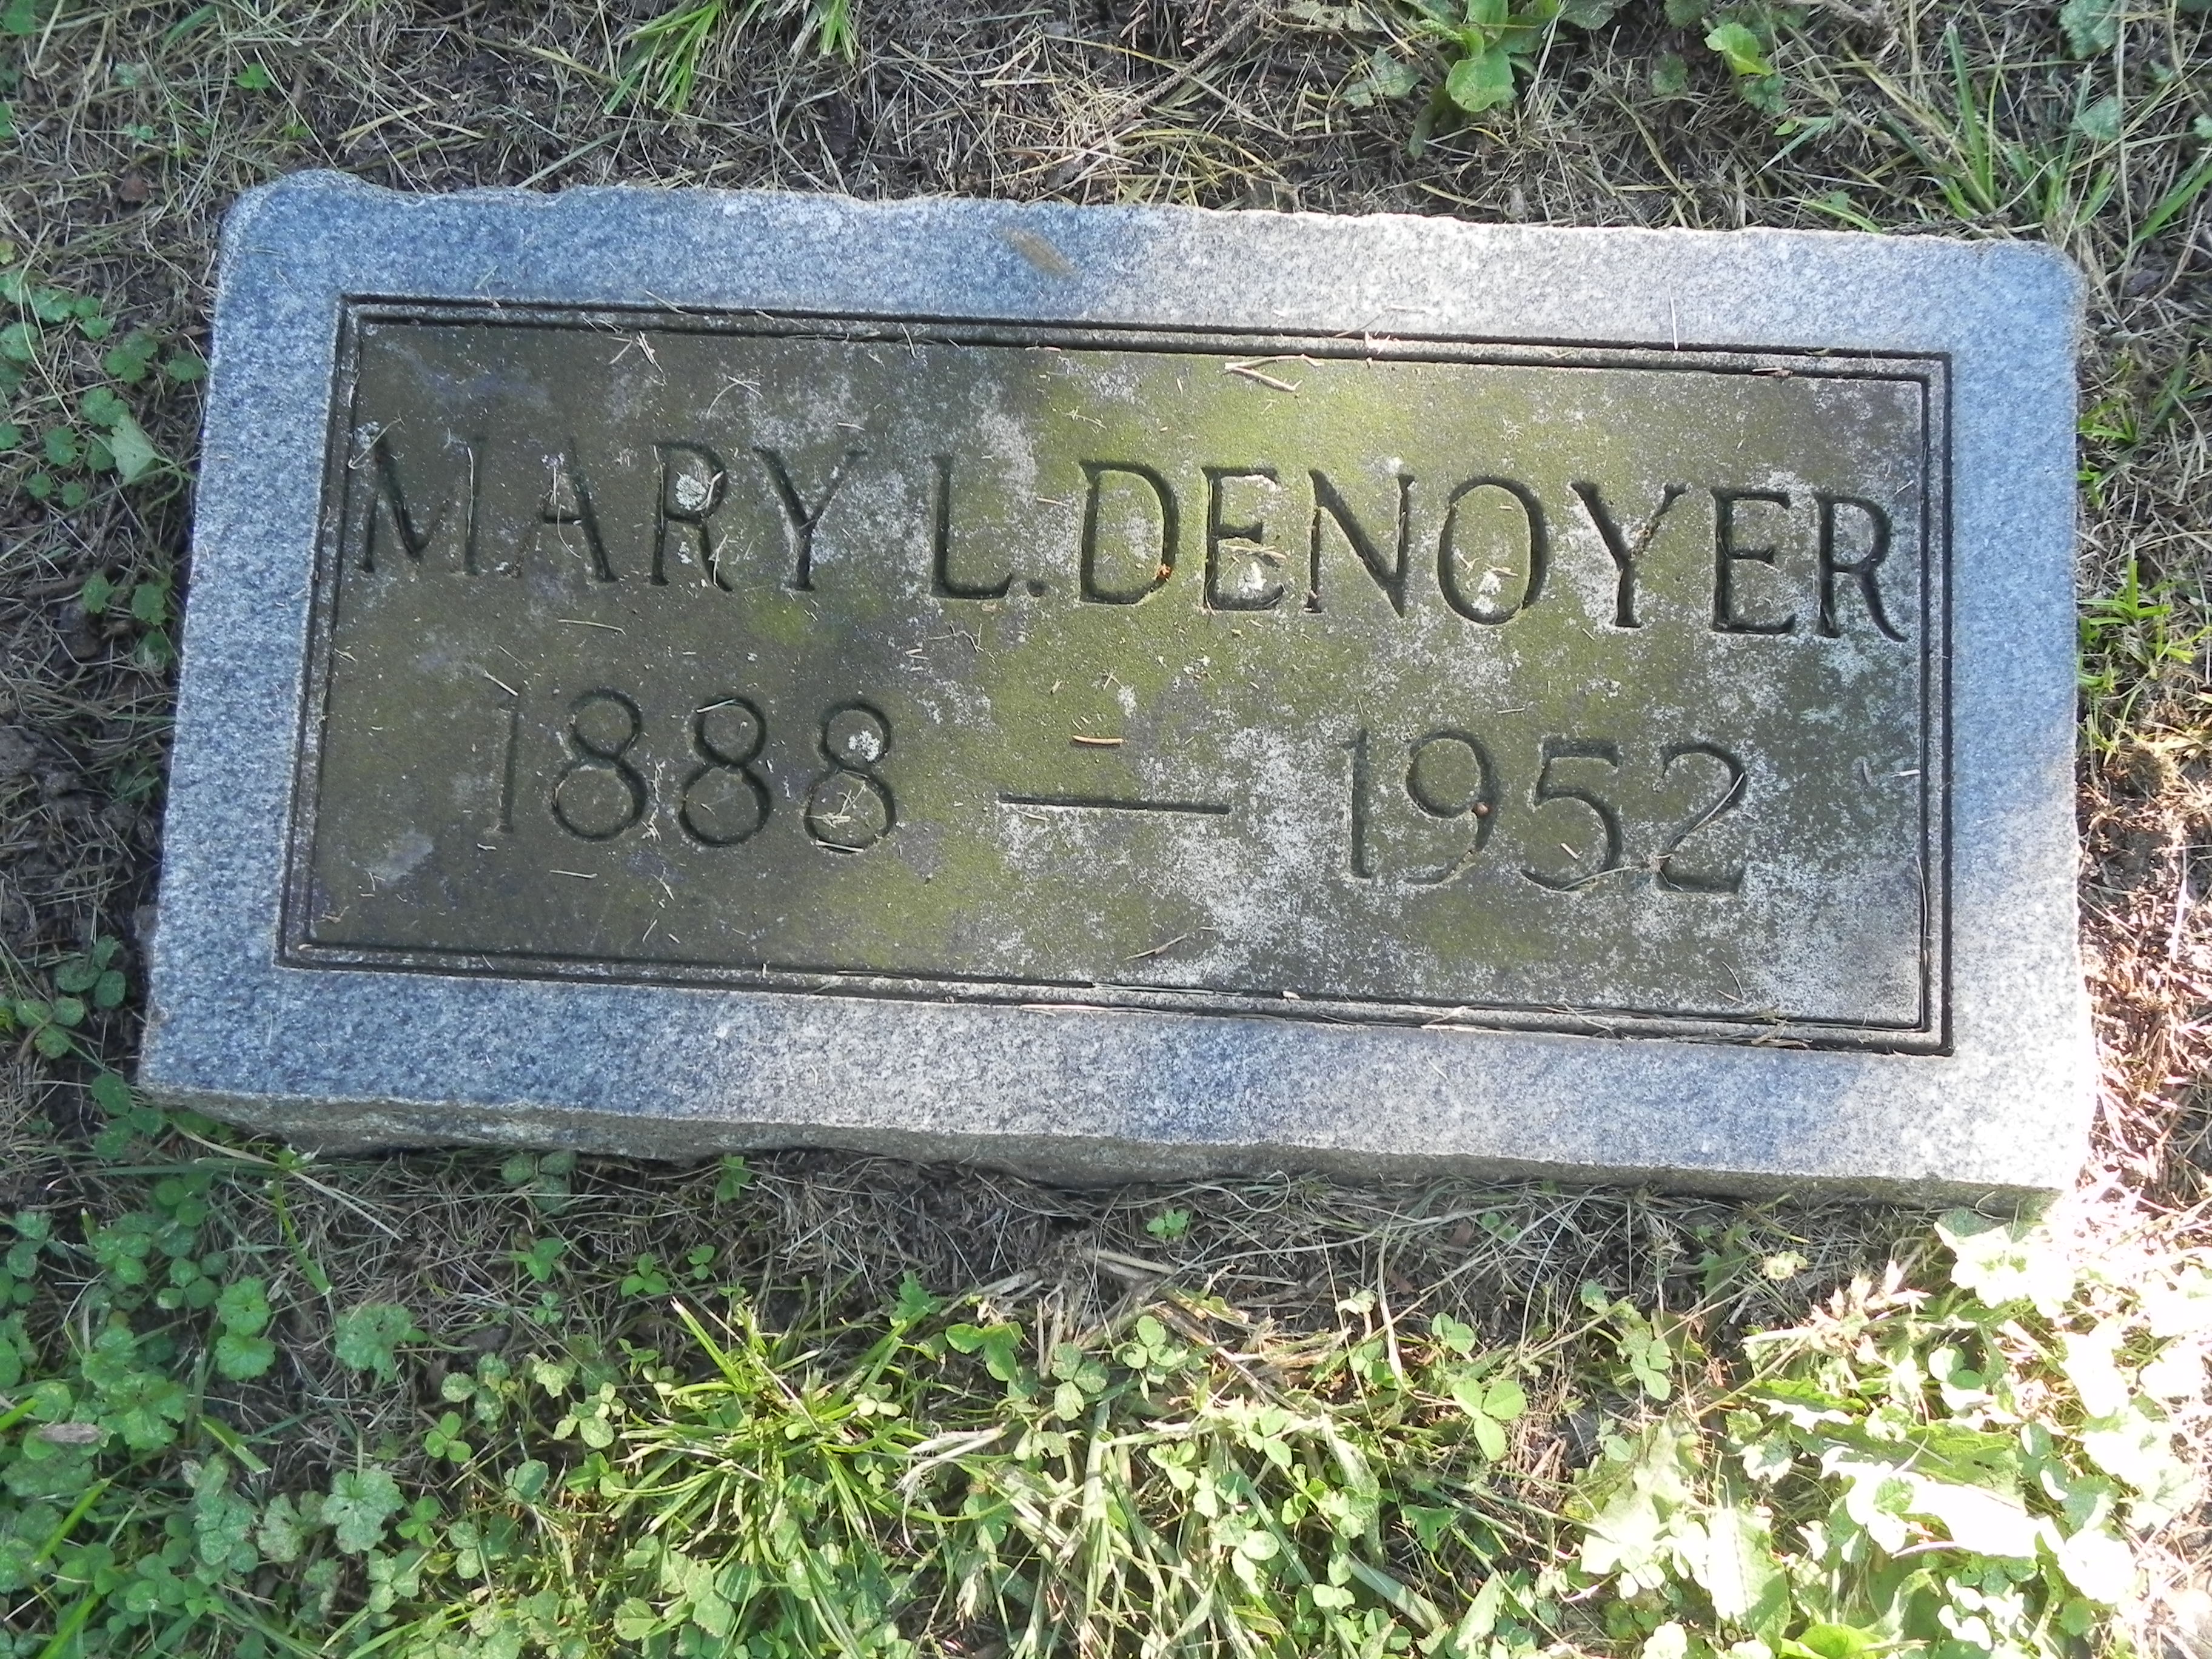 MARY L. DENOYER
1888 — 1952